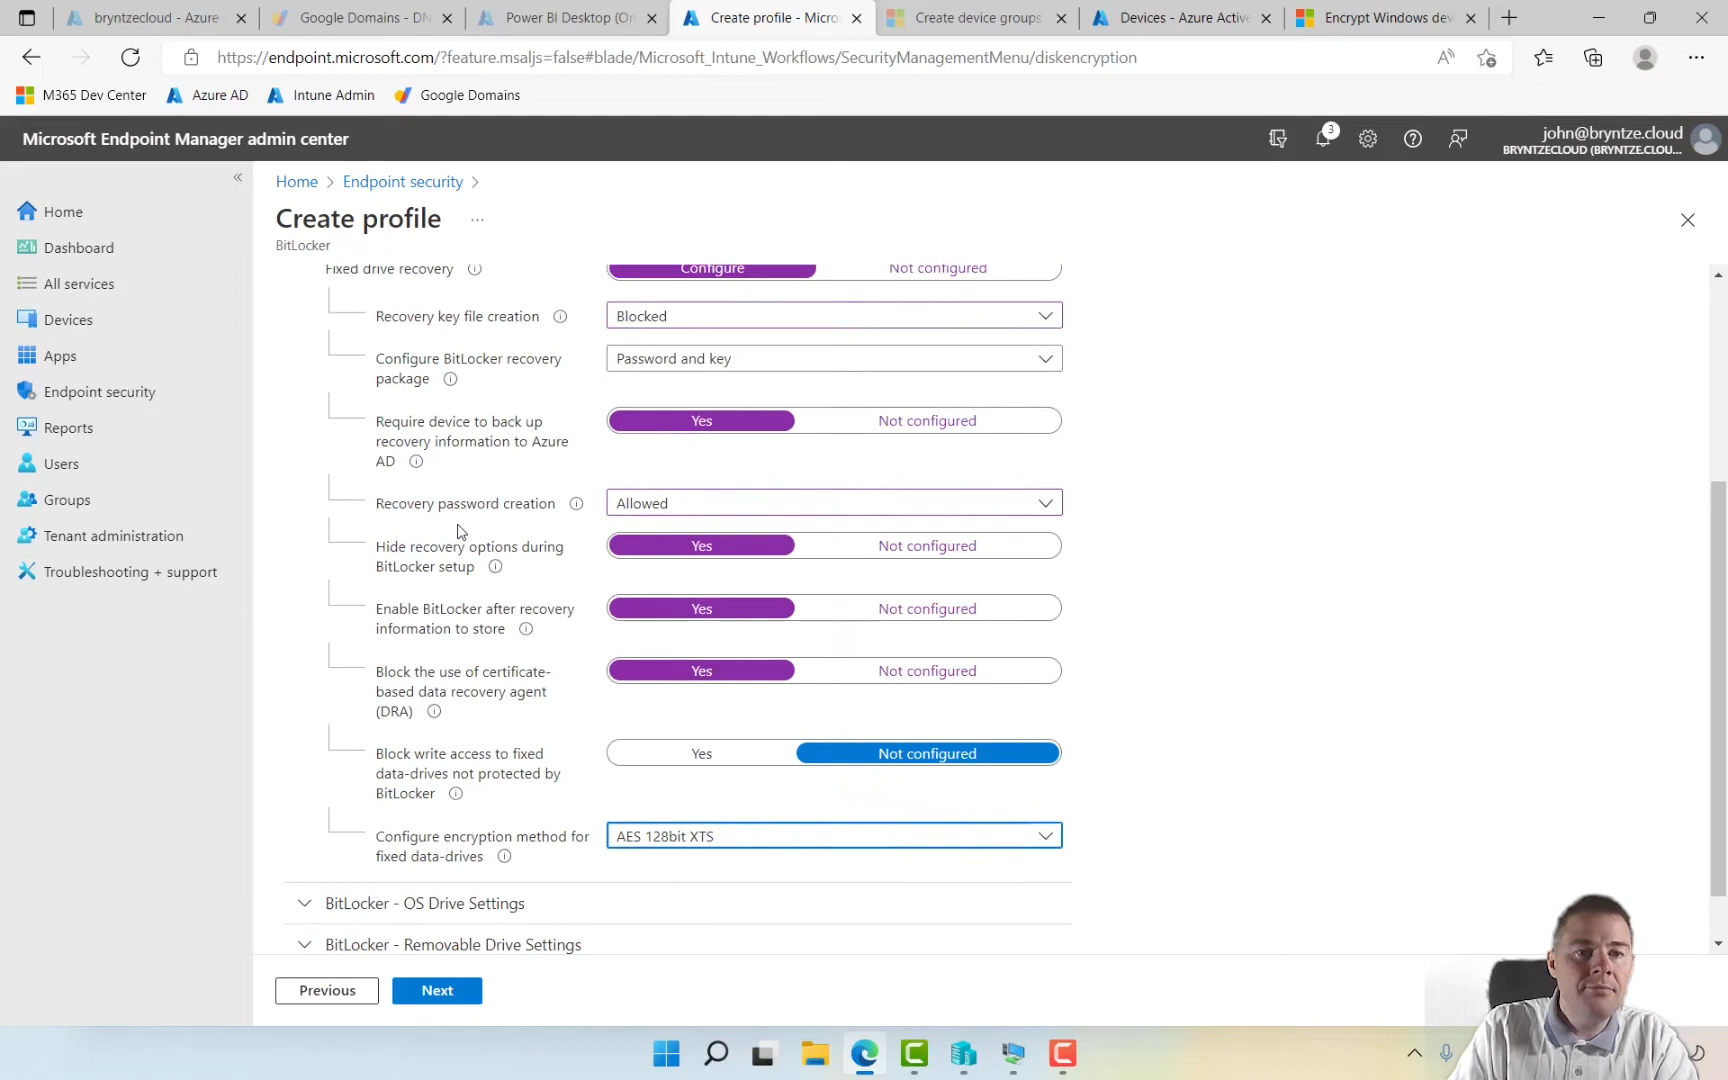 bryntzecloud - Azure
Google Domains - DN
Power BI Desktop (On
Create profile - Micro
Create device groups
Devices - Azure Activ
Encrypt Windows dev
https://endpoint.microsoft.com/?feature.msaljs=false#blade/Microsoft_Intune_Workflows/SecurityManagementMenu/diskencryption
M365 Dev Center
Azure AD
Intune Admin
Google Domains
Microsoft Endpoint Manager admin center
3
john@bryntze.cloud
BRYNTZECLOUD (BRYNTZE.CLOU...
Home
Dashboard
All services
Devices
Apps
Endpoint security
Reports
Users
Groups
Tenant administration
Troubleshooting + support
Home > Endpoint security >
Create profile ...
BitLocker
Fixed drive recovery
Configure
Not configured
Recovery key file creation
Blocked
Configure BitLocker recovery
package
Password and key
Require device to back up
recovery information to Azure
AD
Yes
Not configured
Recovery password creation
Allowed
Hide recovery options during
BitLocker setup
Yes
Not configured
Enable BitLocker after recovery
information to store
Yes
Not configured
Block the use of certificate-
based data recovery agent
(DRA)
Yes
Not configured
Block write access to fixed
data-drives not protected by
BitLocker
Yes
Not configured
Configure encryption method for
fixed data-drives
AES 128bit XTS
BitLocker - OS Drive Settings
BitLocker - Removable Drive Settings
Previous
Next